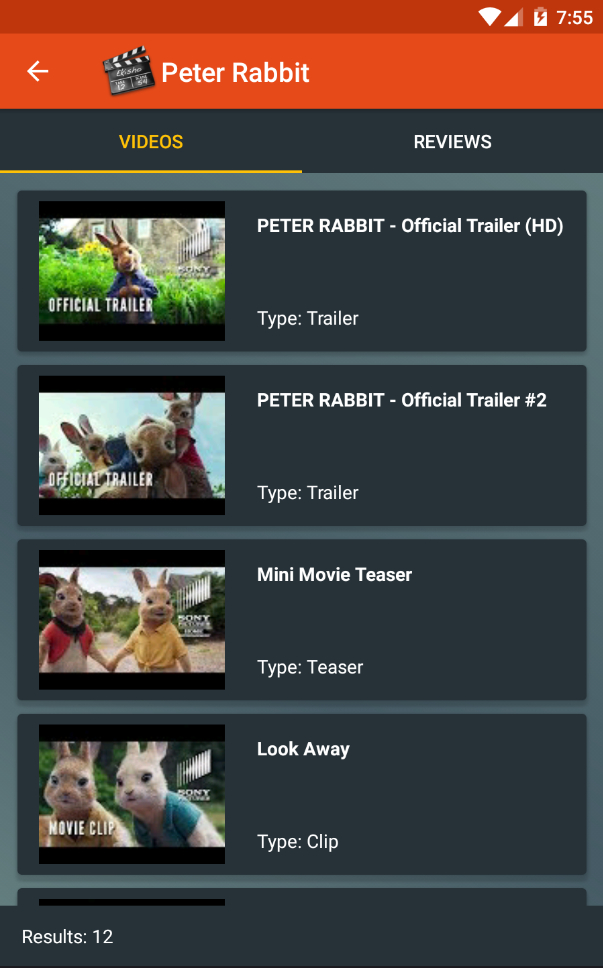 7:55
Ekisho
Peter Rabbit
VIDEOS
REVIEWS
PETER RABBIT - Official Trailer (HD)
SONY
PICTURES
OFFICIAL TRAILER
Type: Trailer
PETER RABBIT - Official Trailer #2
OFFICIAL TRAILER
Type: Trailer
Mini Movie Teaser
SONY
PICTURES
HOME
Type: Teaser
Look Away
SONY
PICTURES
MOVIE CLIP
Type: Clip
Results: 12